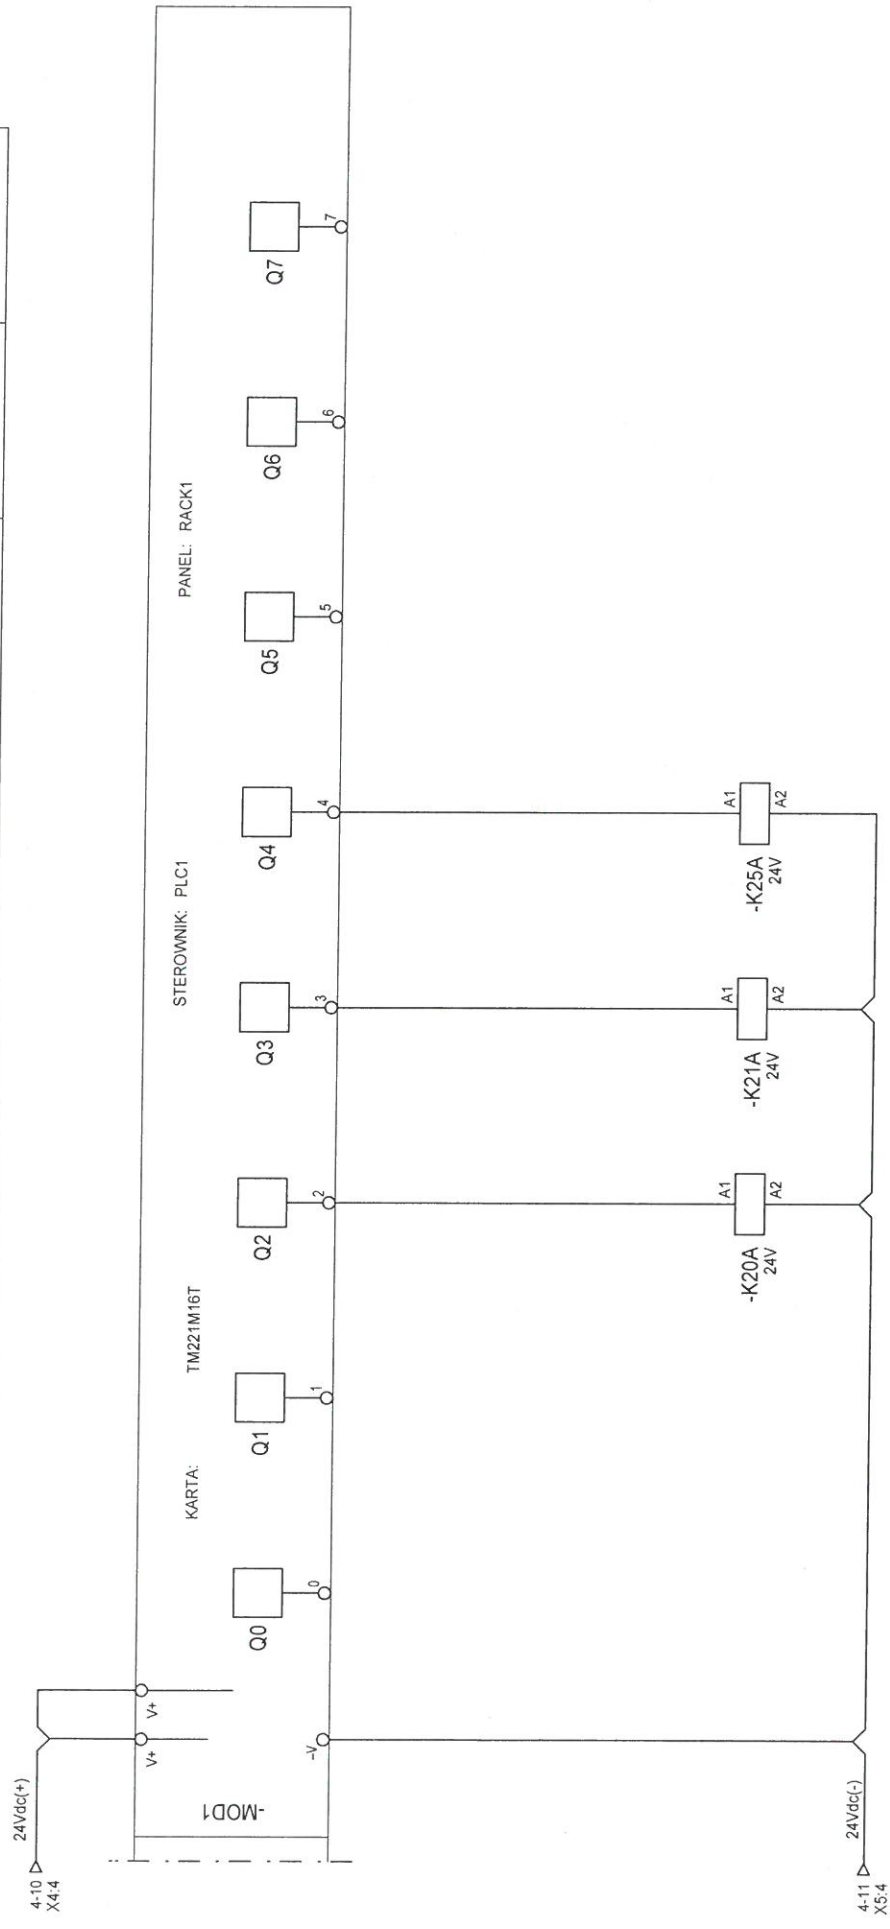 KARTA: TM221M16T STEROWNIK: PLC1 PANEL: RACK1
4-10
X4:4
24Vdc(+)
V+ V+
-MOD1
-V
Q0 Q1 Q2 Q3 Q4 Q5 Q6 Q7
0 1 2 3 4 5 6 7
A1 A1 A1
-K20A -K21A -K25A
24V 24V 24V
A2 A2 A2
24Vdc(-)
4-11
X5:4